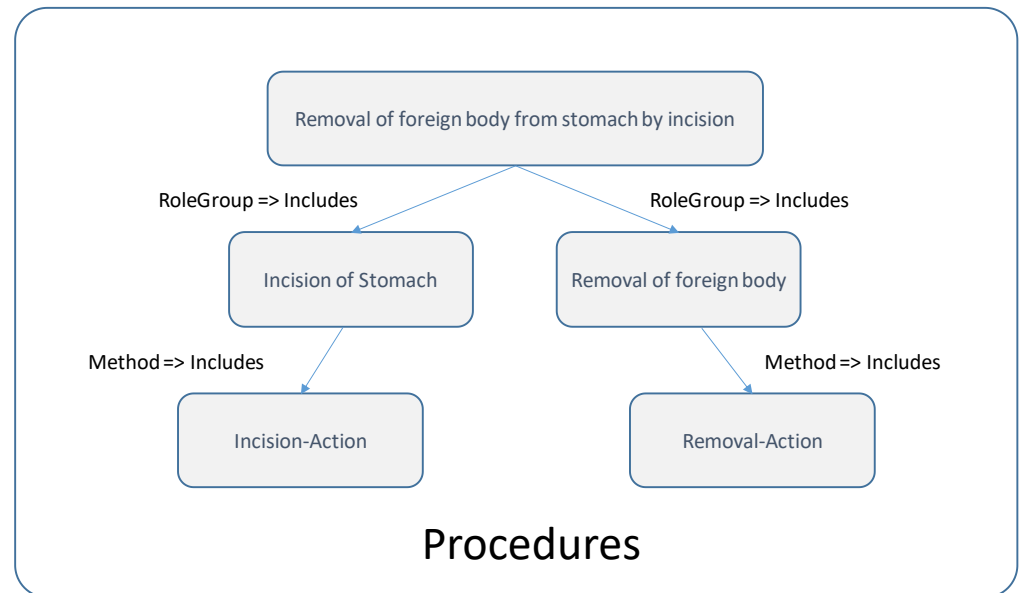 Removal of foreign body from stomach by incision
RoleGroup => Includes
RoleGroup => Includes
Incision of Stomach
Removal of foreign body
Method => Includes
Method => Includes
Incision-Action
Removal-Action
Procedures